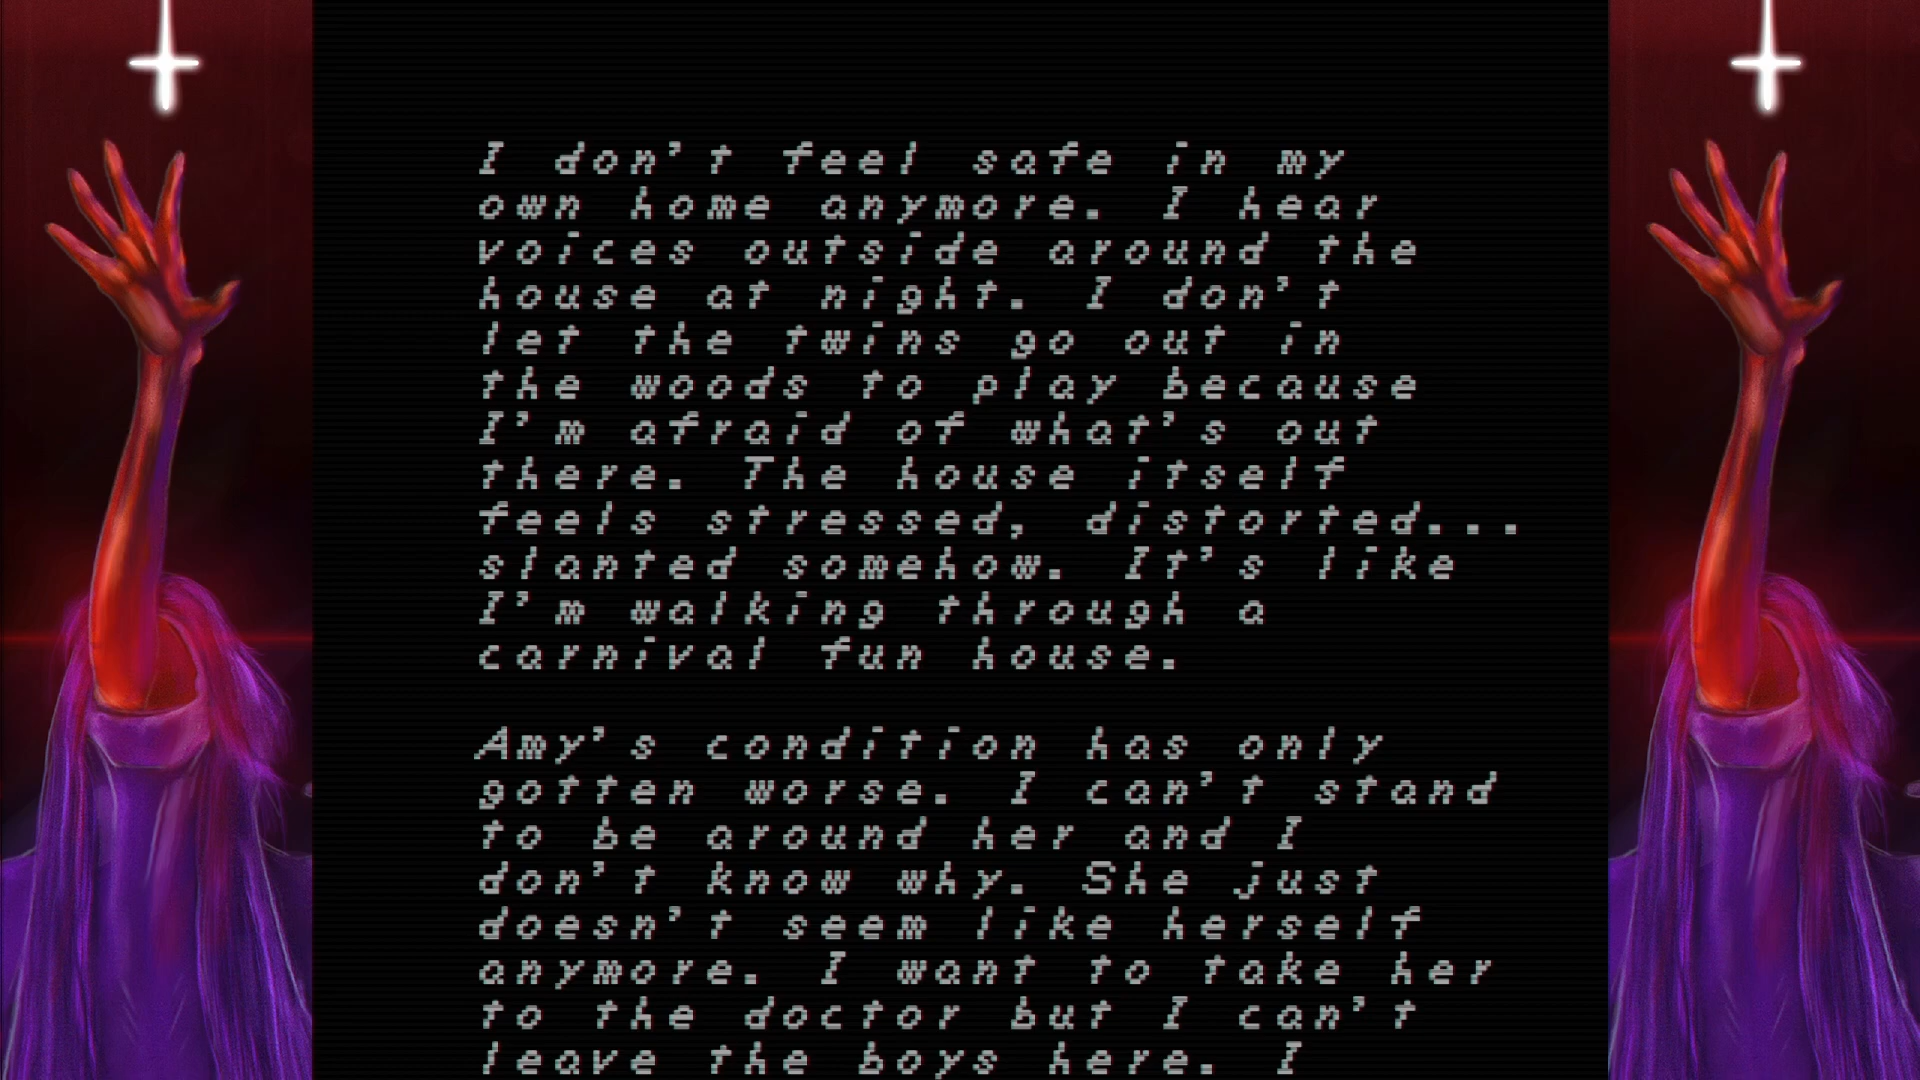 I don't feel safe in my
own home anymore. I hear
voices outside around the
house at night. I don't
let the twins go out in
the woods to play because
I'm afraid of what's out
there. The house itself
feels stressed, distorted...
slanted somehow. It's like
I'm walking through a
carnival fun house.

Amy's condition has only
gotten worse. I can't stand
to be around her and I
don't know why. She just
doesn't seem like herself
anymore. I want to take her
to the doctor but I can't
leave the boys here. I